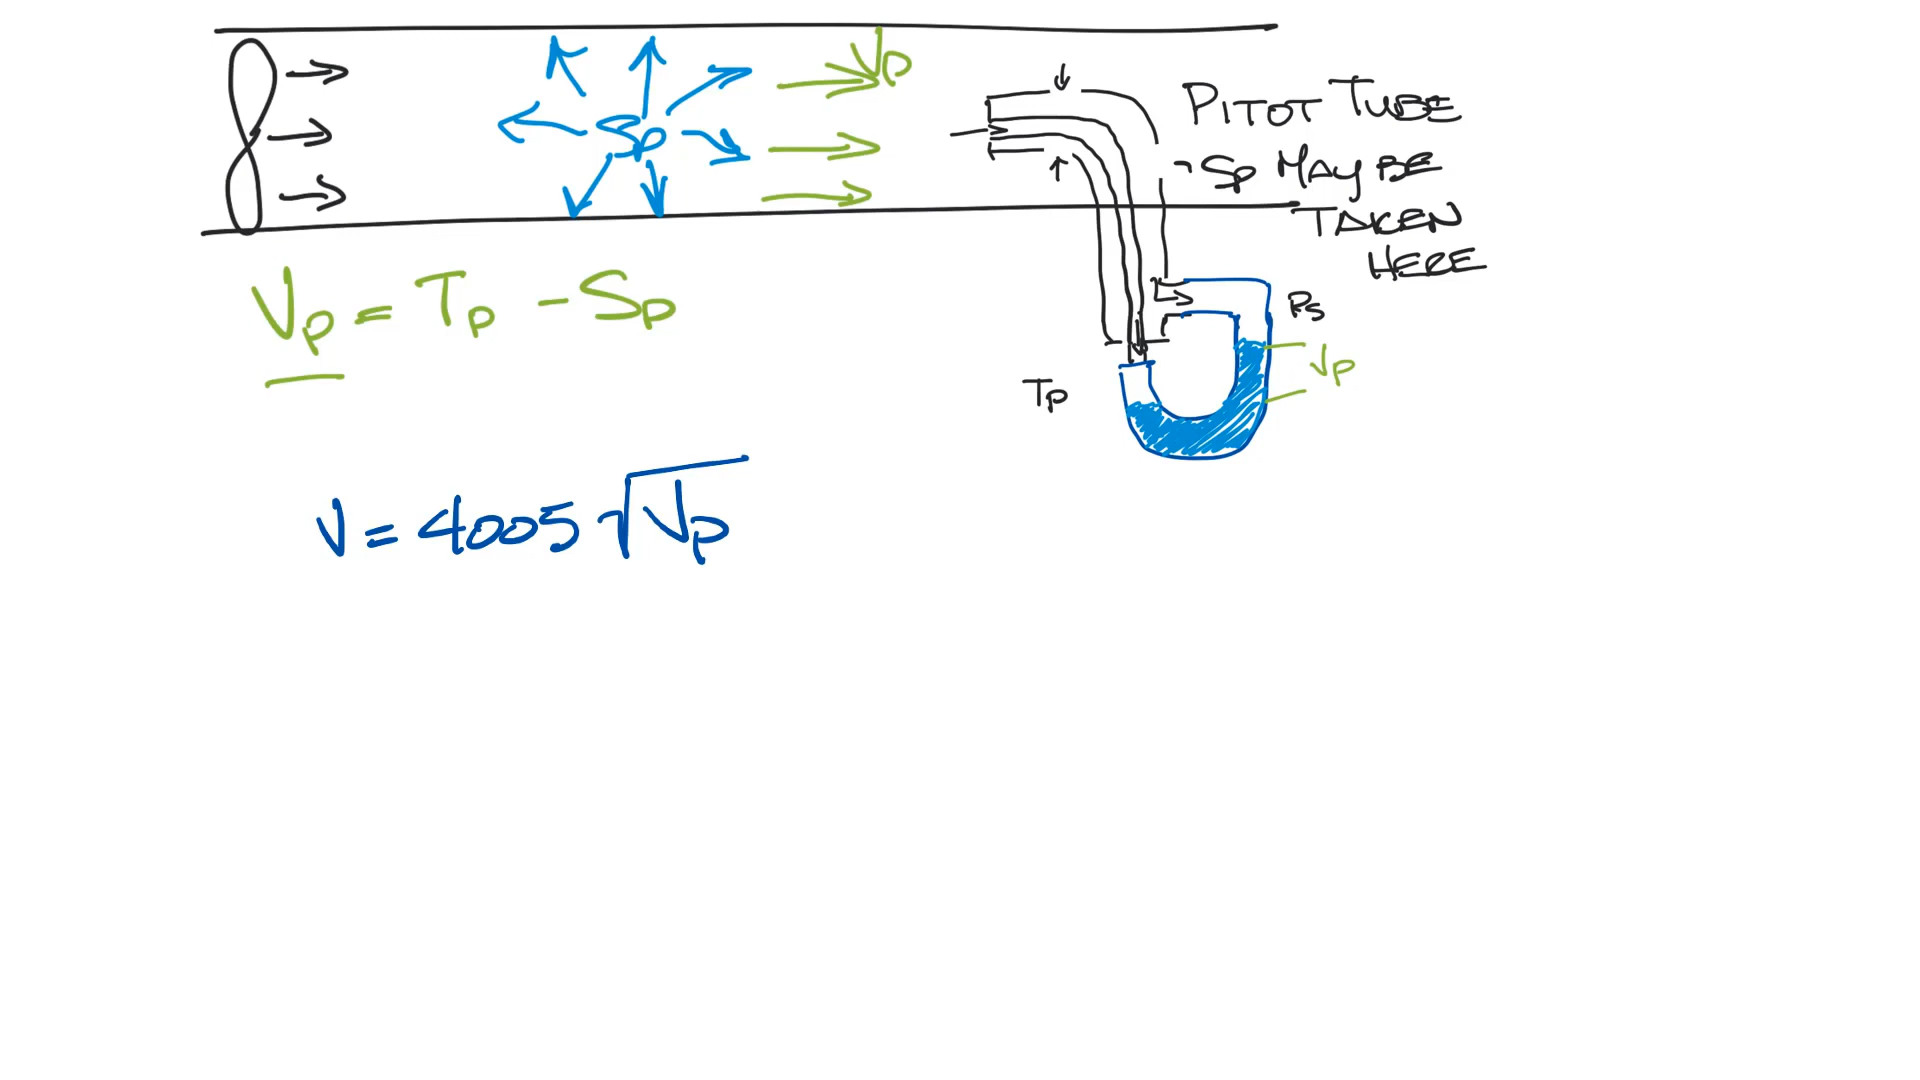 Vp
Sp
PITOT TUBE
Sp MAY BE
TAKEN
HERE
Vp = Tp - Sp
Ps
Vp
Tp
V = 4005 √Vp